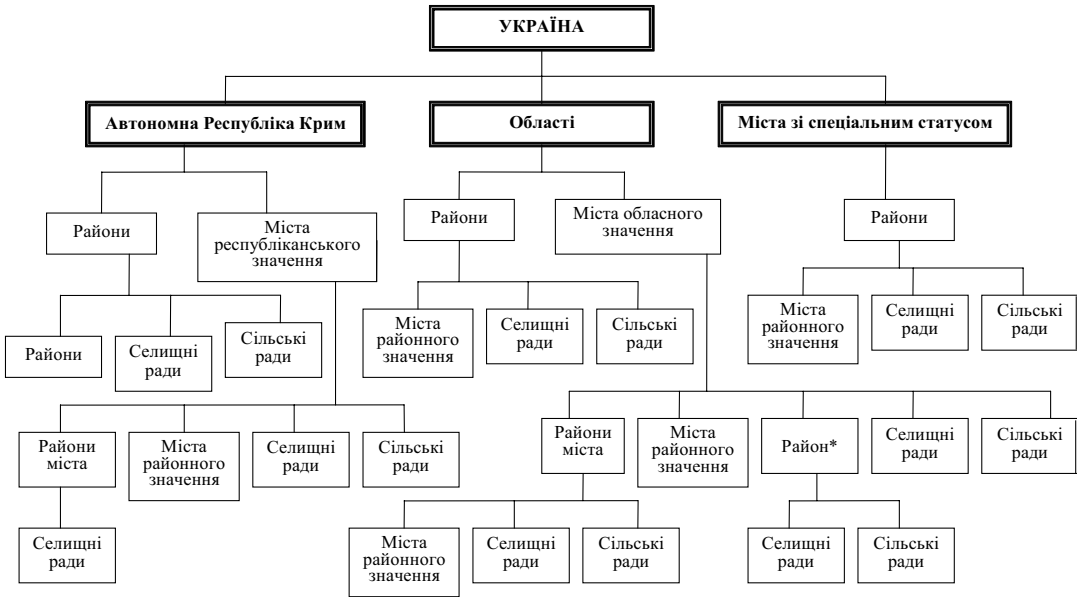 УКРАЇНА
Автономна Республіка Крим
Області
Міста зі спеціальним статусом
Райони
Міста
республіканського
значення
Райони
Міста обласного
значення
Райони
Райони
Селищні
ради
Сільські
ради
Міста
районного
значення
Селищні
ради
Сільські
ради
Міста
районного
значення
Селищні
ради
Сільські
ради
Райони
міста
Міста
районного
значення
Селищні
ради
Сільські
ради
Райони
міста
Міста
районного
значення
Район*
Селищні
ради
Сільські
ради
Селищні
ради
Міста
районного
значення
Селищні
ради
Сільські
ради
Селищні
ради
Сільські
ради